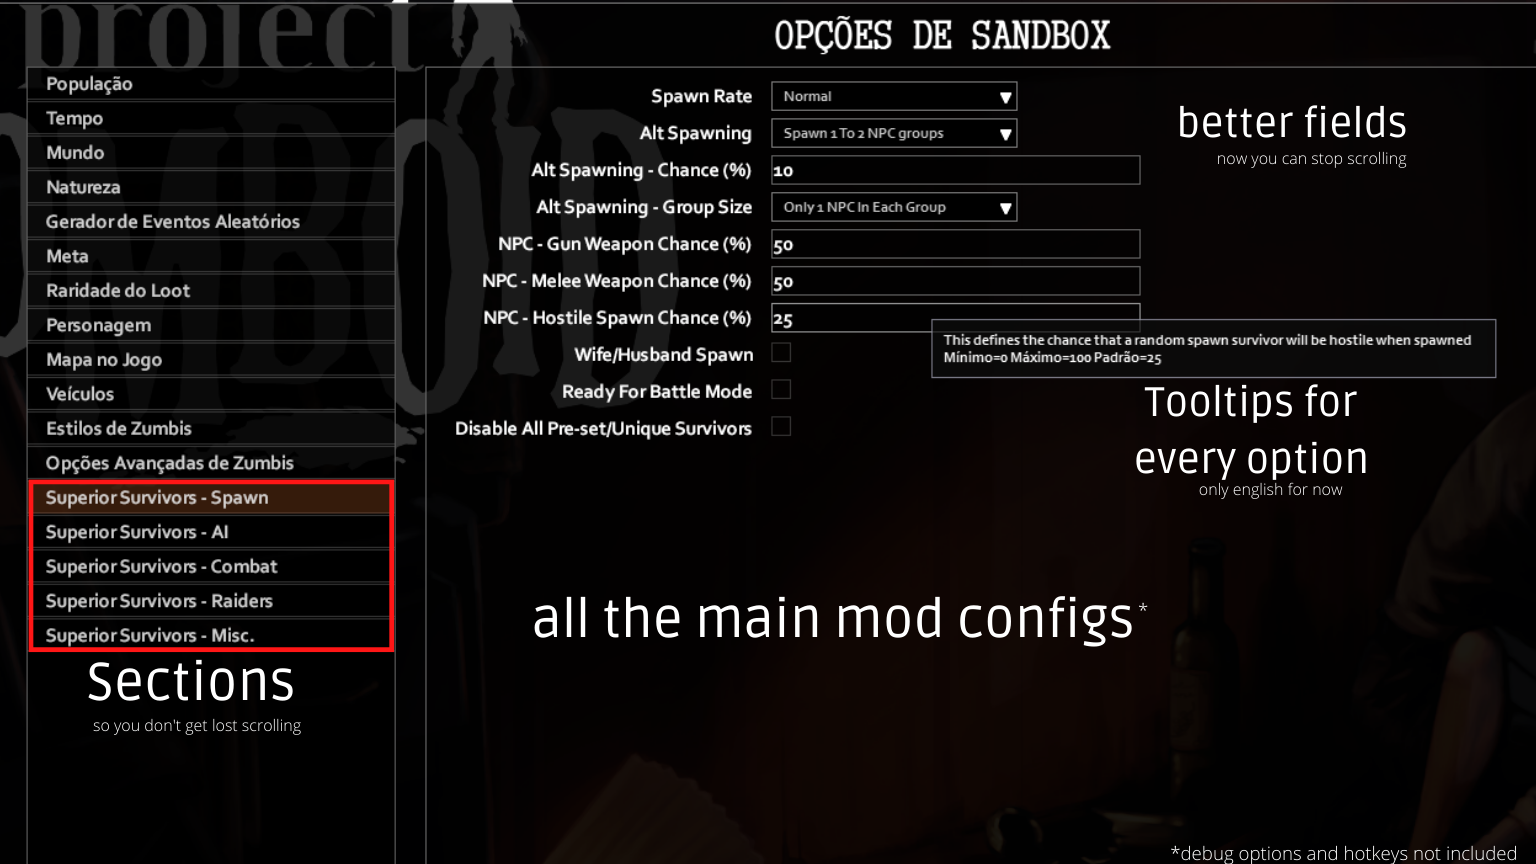 project
ZOMBOID
OPÇÕES DE SANDBOX
População
Tempo
Mundo
Natureza
Gerador de Eventos Aleatórios
Meta
Raridade do Loot
Personagem
Mapa no Jogo
Veículos
Estilos de Zumbis
Opções Avançadas de Zumbis
Superior Survivors - Spawn
Superior Survivors - AI
Superior Survivors - Combat
Superior Survivors - Raiders
Superior Survivors - Misc.
Sections
so you don't get lost scrolling
Spawn Rate Normal
Alt Spawning Spawn 1 To 2 NPC groups
Alt Spawning - Chance (%) 10
Alt Spawning - Group Size Only 1 NPC In Each Group
NPC - Gun Weapon Chance (%) 50
NPC - Melee Weapon Chance (%) 50
NPC - Hostile Spawn Chance (%) 25
Wife/Husband Spawn
Ready For Battle Mode
Disable All Pre-set/Unique Survivors
better fields
now you can stop scrolling
This defines the chance that a random spawn survivor will be hostile when spawned
Mínimo=0 Máximo=100 Padrão=25
Tooltips for
every option
only english for now
all the main mod configs*
*debug options and hotkeys not included